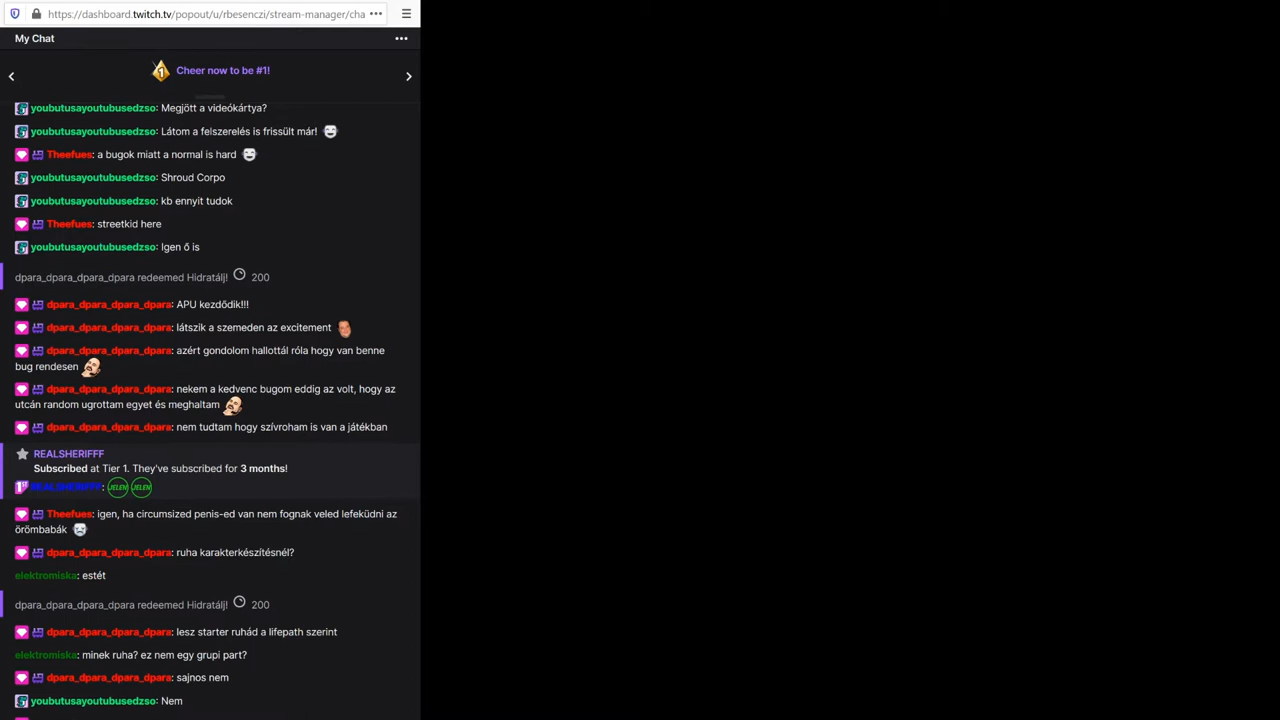 https://dashboard.twitch.tv/popout/u/rbesenczi/stream-manager/cha
My Chat
1 Cheer now to be #1!
youbutusayoutubusedzso: Megjött a videókártya?
youbutusayoutubusedzso: Látom a felszerelés is frissült már!
Theefues: a bugok miatt a normal is hard
youbutusayoutubusedzso: Shroud Corpo
youbutusayoutubusedzso: kb ennyit tudok
Theefues: streetkid here
youbutusayoutubusedzso: Igen ő is
dpara_dpara_dpara_dpara redeemed Hidratálj! 200
dpara_dpara_dpara_dpara: APU kezdődik!!!
dpara_dpara_dpara_dpara: látszik a szemeden az excitement
dpara_dpara_dpara_dpara: azért gondolom hallottál róla hogy van benne
bug rendesen
dpara_dpara_dpara_dpara: nekem a kedvenc bugom eddig az volt, hogy az
utcán random ugrottam egyet és meghaltam
dpara_dpara_dpara_dpara: nem tudtam hogy szívroham is van a játékban
REALSHERIFFF
Subscribed at Tier 1. They've subscribed for 3 months!
REALSHERIFFF: JELEN JELEN
Theefues: igen, ha circumsized penis-ed van nem fognak veled lefeküdni az
örömbabák
dpara_dpara_dpara_dpara: ruha karakterkészítésnél?
elektromiska: estét
dpara_dpara_dpara_dpara redeemed Hidratálj! 200
dpara_dpara_dpara_dpara: lesz starter ruhád a lifepath szerint
elektromiska: minek ruha? ez nem egy grupi part?
dpara_dpara_dpara_dpara: sajnos nem
youbutusayoutubusedzso: Nem